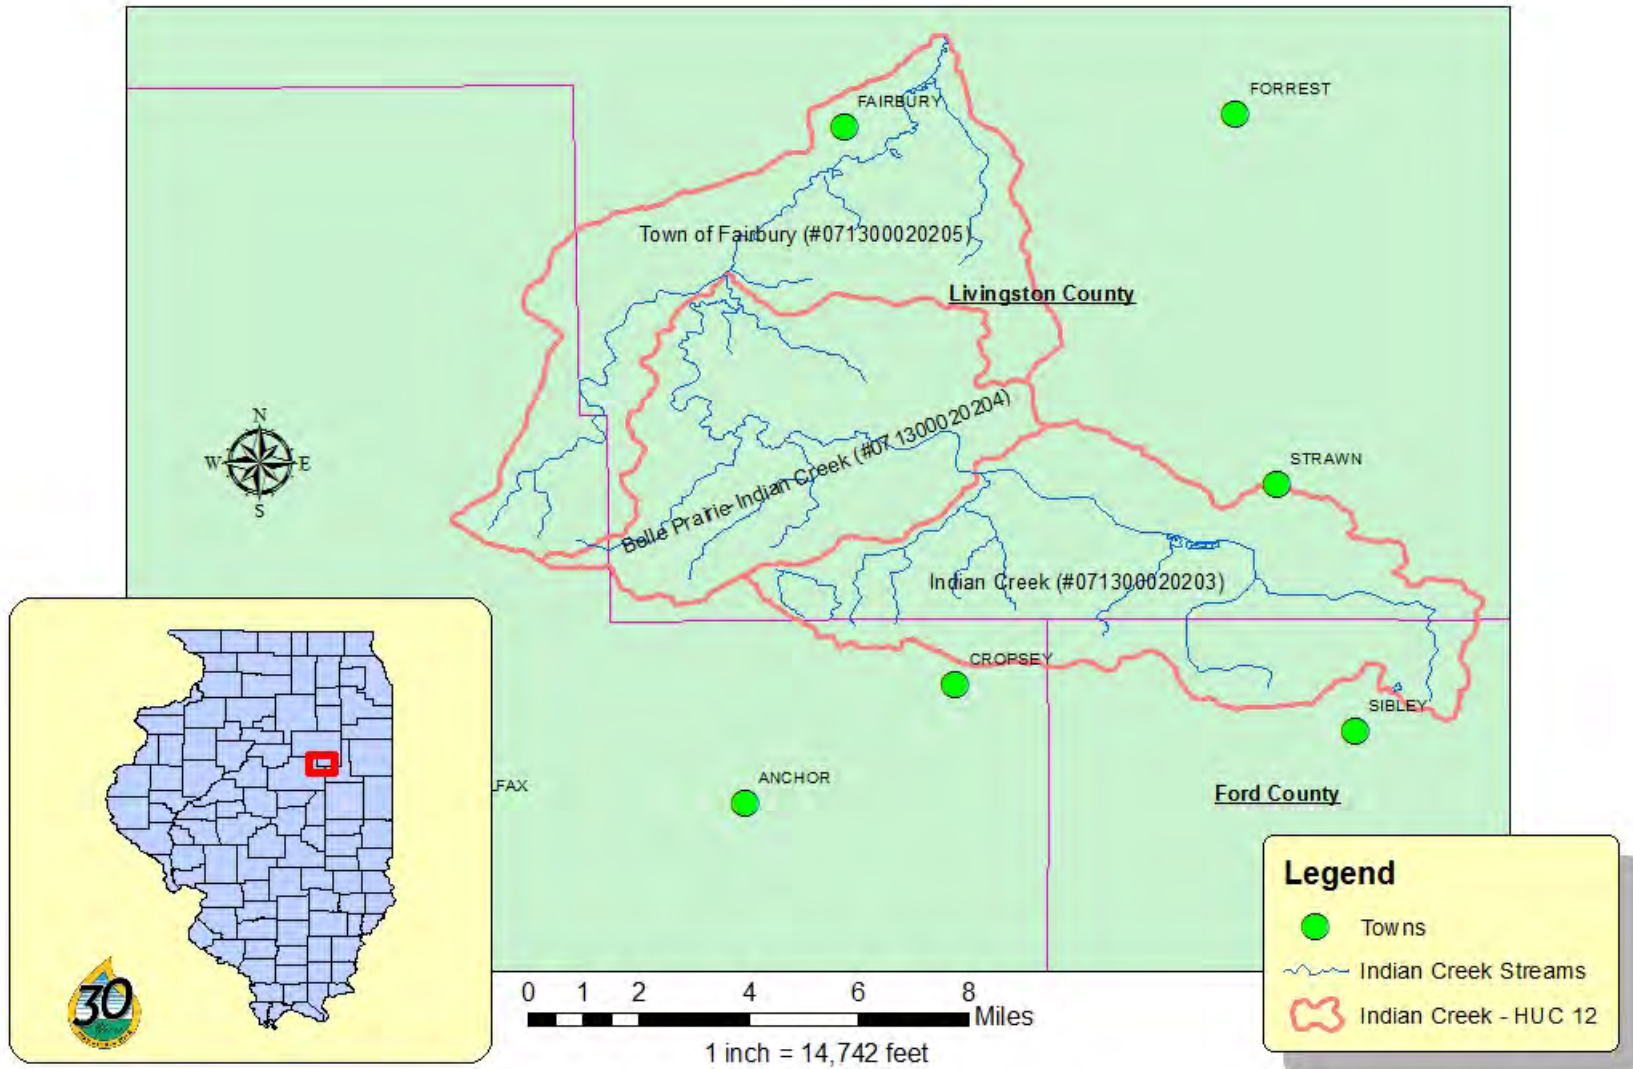 FORREST
FAIRBURY
Town of Fairbury (#071300020205)
Livingston County
Belle Prairie-Indian Creek (#071300020204)
N
W E
S
STRAWN
Indian Creek (#071300020203)
CROPSEY
SIBLEY
LFAX
ANCHOR
Ford County
30
0 1 2 4 6 8
Miles
1 inch = 14,742 feet
Legend
Towns
Indian Creek Streams
Indian Creek - HUC 12